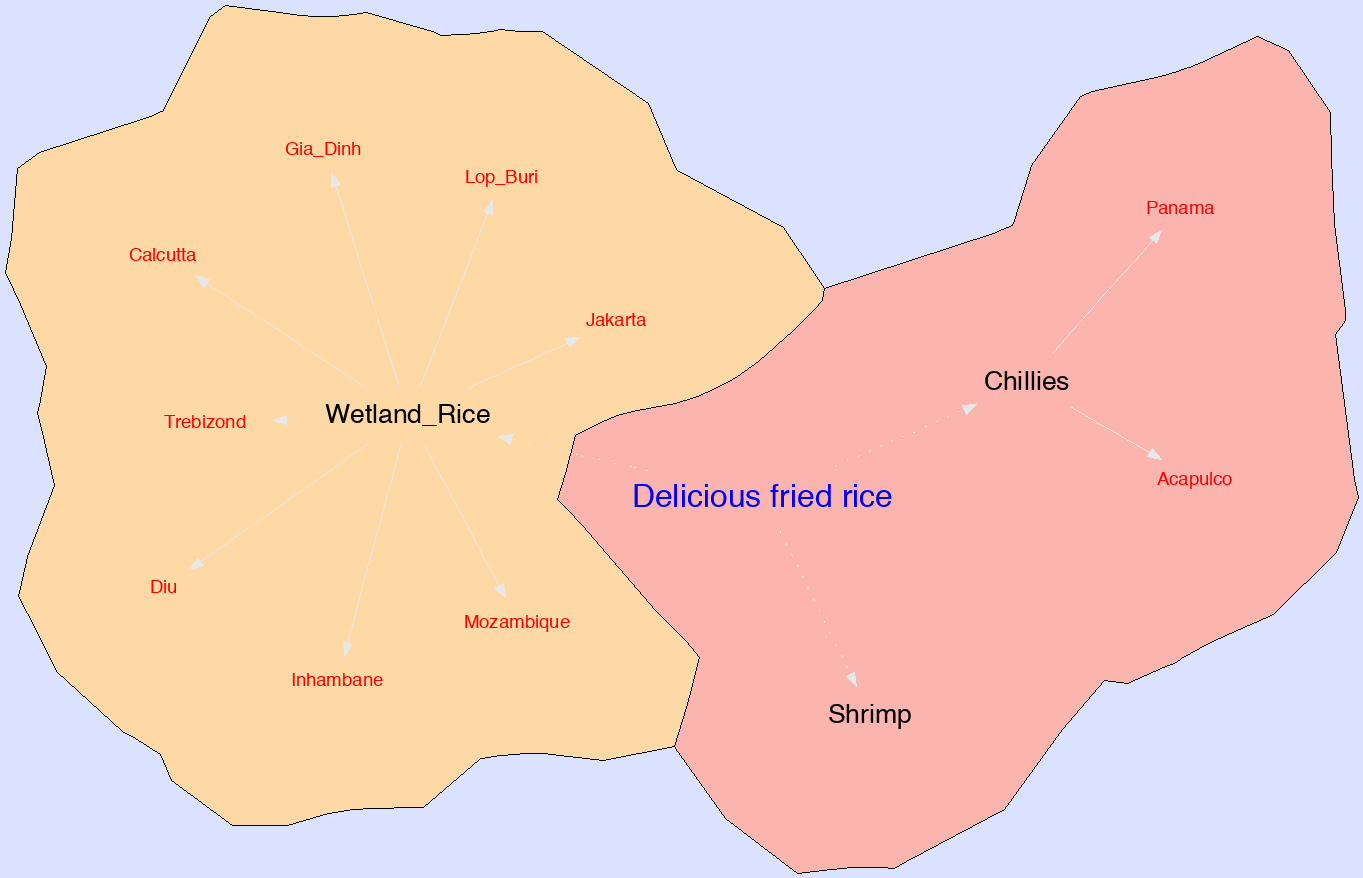 Gia_Dinh
Lop_Buri
Panama
Calcutta
Jakarta
Chillies
Wetland_Rice
Trebizond
Acapulco
Delicious fried rice
Diu
Mozambique
Inhambane
Shrimp